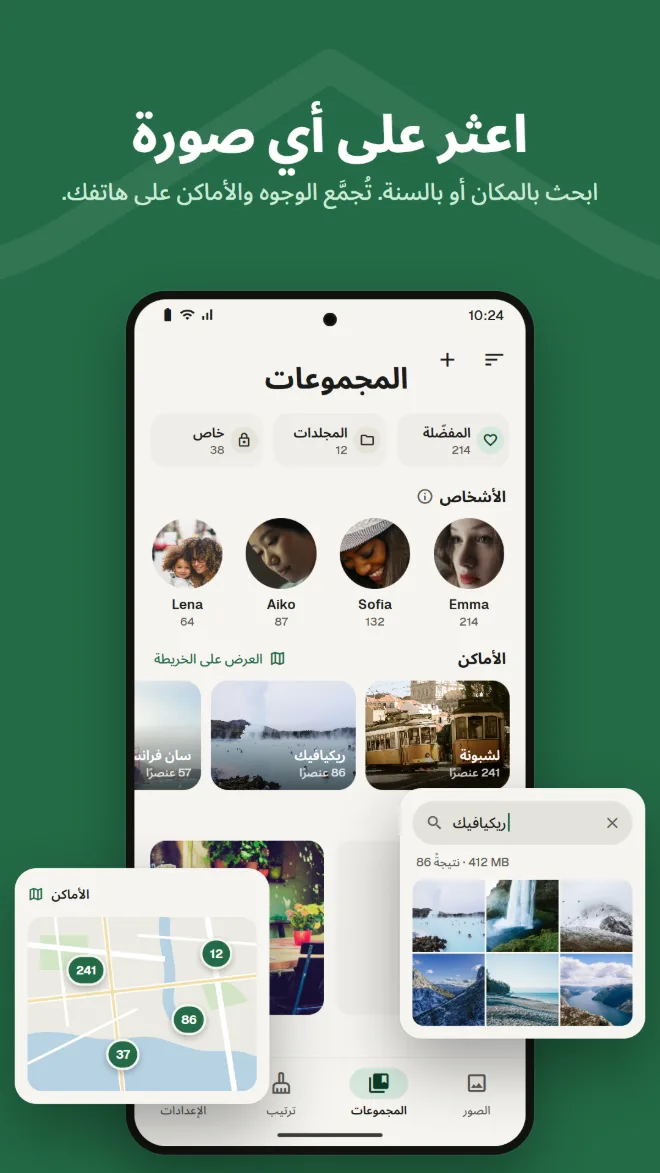 اعثر على أي صورة
ابحث بالمكان أو بالسنة. تُجمَّع الوجوه والأماكن على هاتفك.
10:24
المجموعات
المفضّلة
214
المجلدات
12
خاص
38
الأشخاص
Emma
214
Sofia
132
Aiko
87
Lena
64
الأماكن
العرض على الخريطة
لشبونة
241 عنصرًا
ريكيافيك
86 عنصرًا
سان فرانس
57 عنصرًا
ريكيافيك
86 نتيجةً · 412 MB
الأماكن
241
12
86
37
الصور
المجموعات
ترتيب
الإعدادات